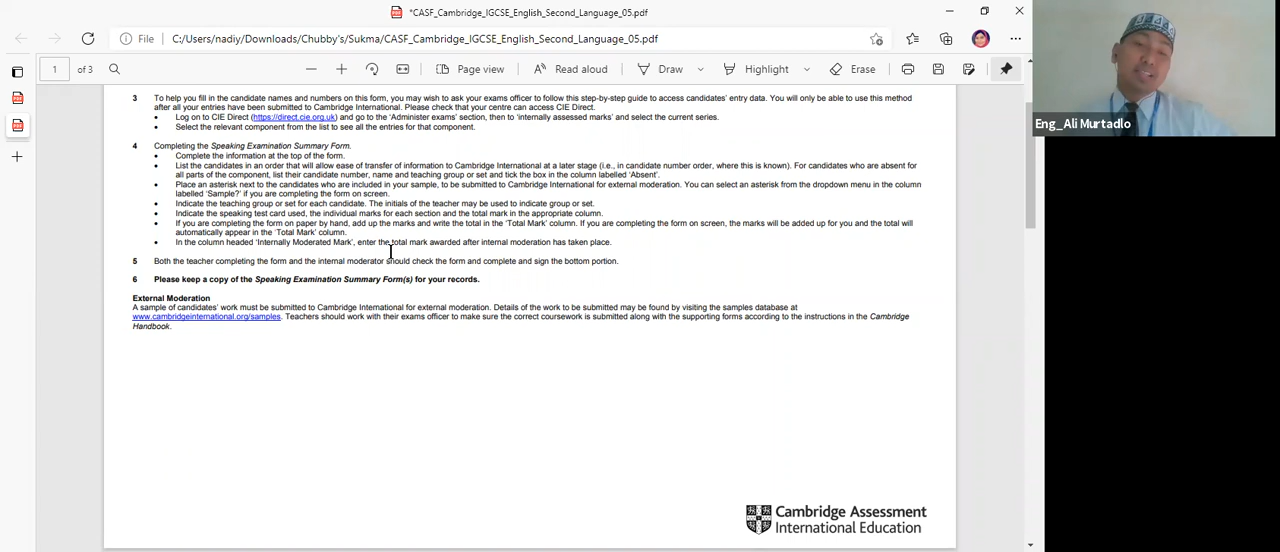 *CASF_Cambridge_IGCSE_English_Second_Language_05.pdf
File C:/Users/nadiy/Downloads/Chubby's/Sukma/CASF_Cambridge_IGCSE_English_Second_Language_05.pdf
1 of 3 Page view Read aloud Draw Highlight Erase
Eng_Ali Murtadlo
3 To help you fill in the candidate names and numbers on this form, you may wish to ask your exams officer to follow this step-by-step guide to access candidates' entry data. You will only be able to use this method
after all your entries have been submitted to Cambridge International. Please check that your centre can access CIE Direct.
• Log on to CIE Direct (https://direct.cie.org.uk) and go to the 'Administer exams' section, then to 'internally assessed marks' and select the current series.
• Select the relevant component from the list to see all the entries for that component.
4 Completing the Speaking Examination Summary Form.
• Complete the information at the top of the form.
• List the candidates in an order that will allow ease of transfer of information to Cambridge International at a later stage (i.e., in candidate number order, where this is known). For candidates who are absent for
all parts of the component, list their candidate number, name and teaching group or set and tick the box in the column labelled 'Absent'.
• Place an asterisk next to the candidates who are included in your sample, to be submitted to Cambridge International for external moderation. You can select an asterisk from the dropdown menu in the column
labelled 'Sample?' if you are completing the form on screen.
• Indicate the teaching group or set for each candidate. The initials of the teacher may be used to indicate group or set.
• Indicate the speaking test card used, the individual marks for each section and the total mark in the appropriate column.
• If you are completing the form on paper by hand, add up the marks and write the total in the 'Total Mark' column. If you are completing the form on screen, the marks will be added up for you and the total will
automatically appear in the 'Total Mark' column.
• In the column headed 'Internally Moderated Mark', enter the total mark awarded after internal moderation has taken place.
5 Both the teacher completing the form and the internal moderator should check the form and complete and sign the bottom portion.
6 Please keep a copy of the Speaking Examination Summary Form(s) for your records.
External Moderation
A sample of candidates' work must be submitted to Cambridge International for external moderation. Details of the work to be submitted may be found by visiting the samples database at
www.cambridgeinternational.org/samples. Teachers should work with their exams officer to make sure the correct coursework is submitted along with the supporting forms according to the instructions in the Cambridge
Handbook.
Cambridge Assessment
International Education